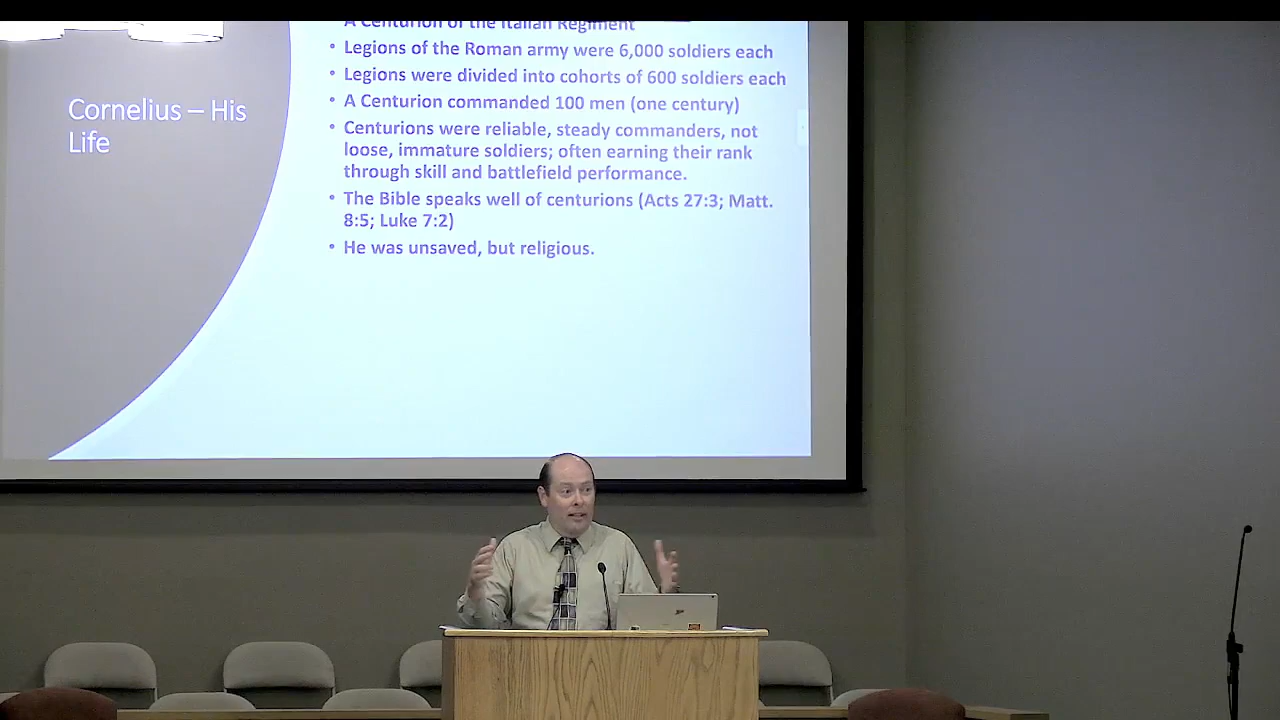 A Centurion of the Italian Regiment
• Legions of the Roman army were 6,000 soldiers each
• Legions were divided into cohorts of 600 soldiers each
Cornelius – His
Life
• A Centurion commanded 100 men (one century)
• Centurions were reliable, steady commanders, not
loose, immature soldiers; often earning their rank
through skill and battlefield performance.
• The Bible speaks well of centurions (Acts 27:3; Matt.
8:5; Luke 7:2)
• He was unsaved, but religious.